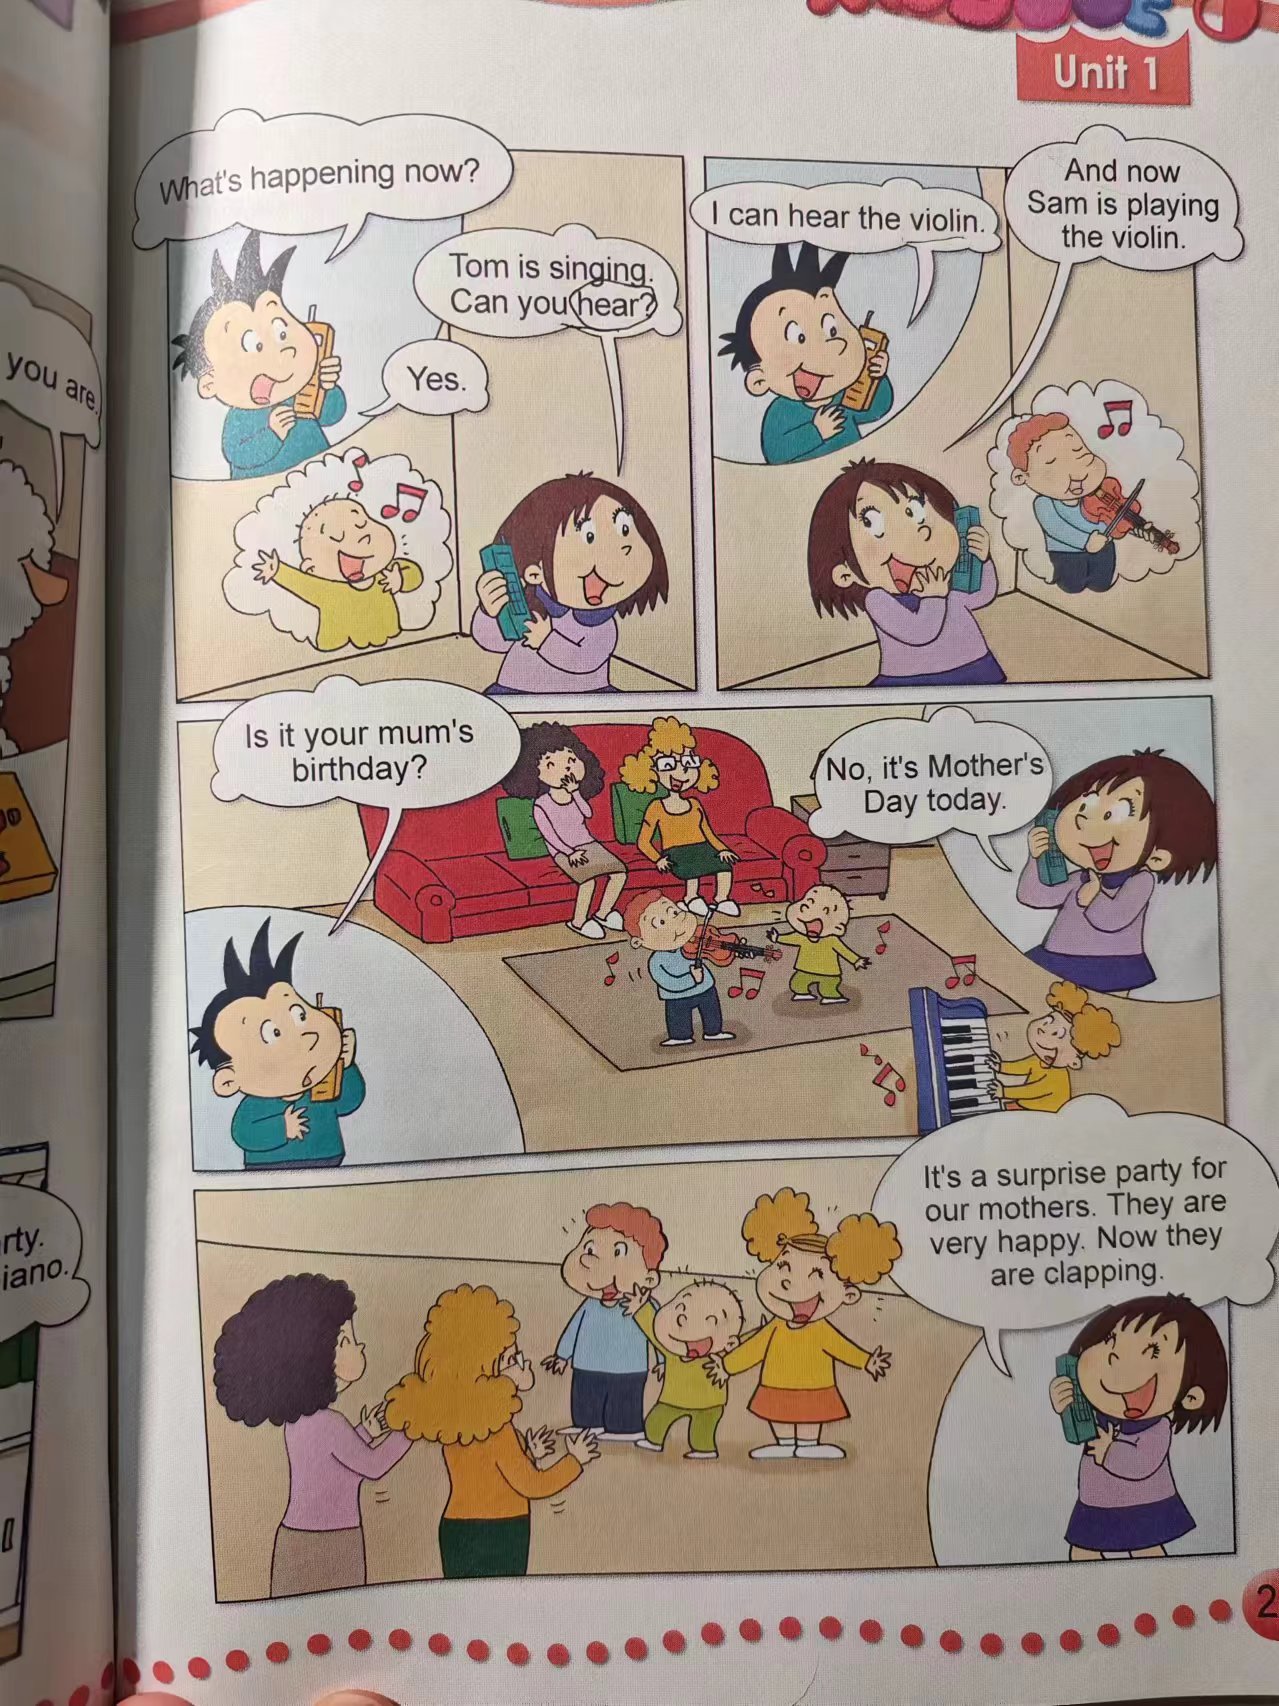 Unit 1
What's happening now?
Tom is singing.
Can you hear?
Yes.
I can hear the violin.
And now
Sam is playing
the violin.
you are.
Is it your mum's
birthday?
No, it's Mother's
Day today.
It's a surprise party for
our mothers. They are
very happy. Now they
are clapping.
rty.
iano.
2